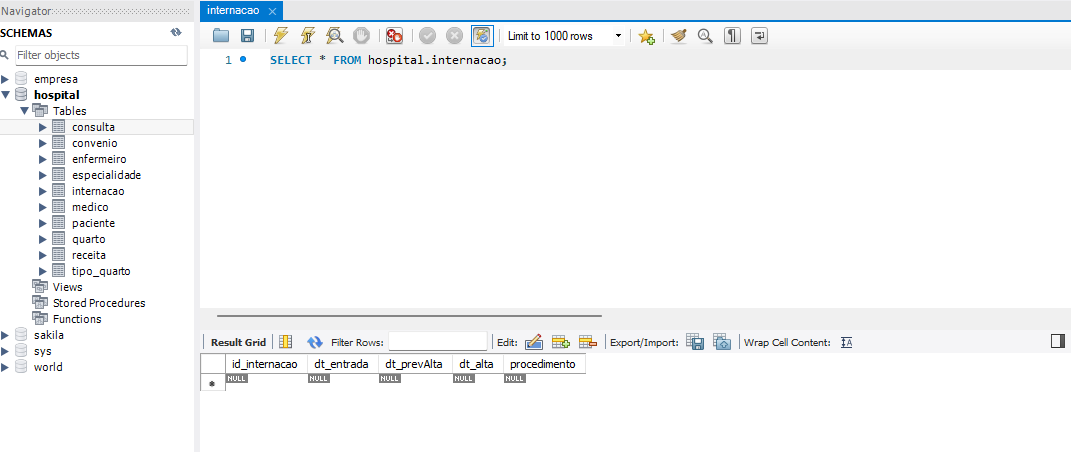 Navigator
internacao
SCHEMAS
Limit to 1000 rows
Filter objects
1 SELECT * FROM hospital.internacao;
empresa
hospital
Tables
consulta
convenio
enfermeiro
especialidade
internacao
medico
paciente
quarto
receita
tipo_quarto
Views
Stored Procedures
Functions
sakila
sys
world
Result Grid Filter Rows: Edit: Export/Import: Wrap Cell Content: IA
id_internacao dt_entrada dt_prevAlta dt_alta procedimento
* NULL NULL NULL NULL NULL